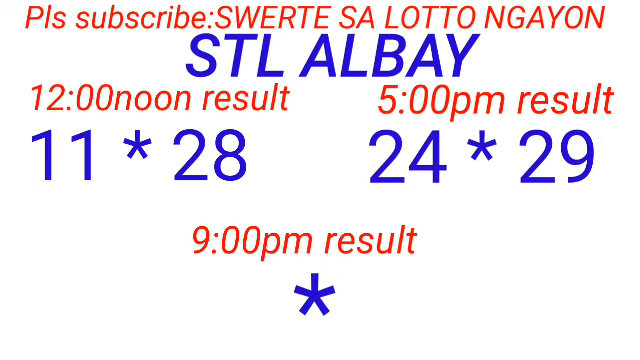 Pls subscribe:SWERTE SA LOTTO NGAYON
STL ALBAY
12:00noon result 5:00pm result
11 * 28 24 * 29
9:00pm result
*